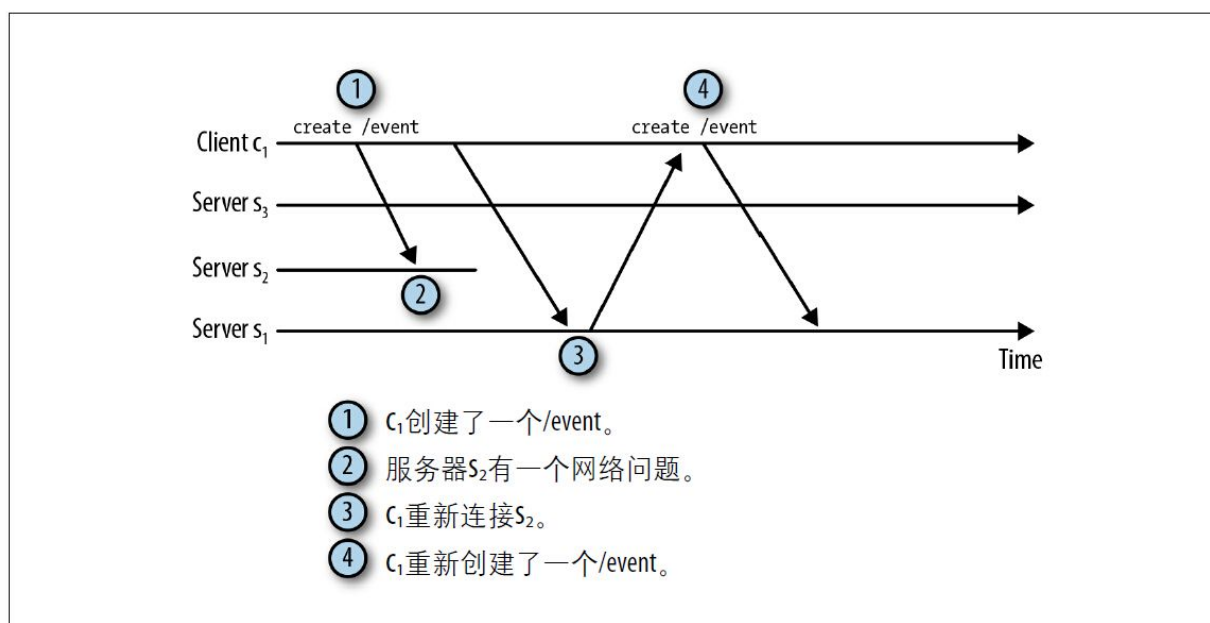 1
4
create /event
create /event
Client c₁
Server s₃
Server s₂
2
Server s₁
3
Time
1 C₁创建了一个/event。
2 服务器S₂有一个网络问题。
3 C₁重新连接S₂。
4 C₁重新创建了一个/event。